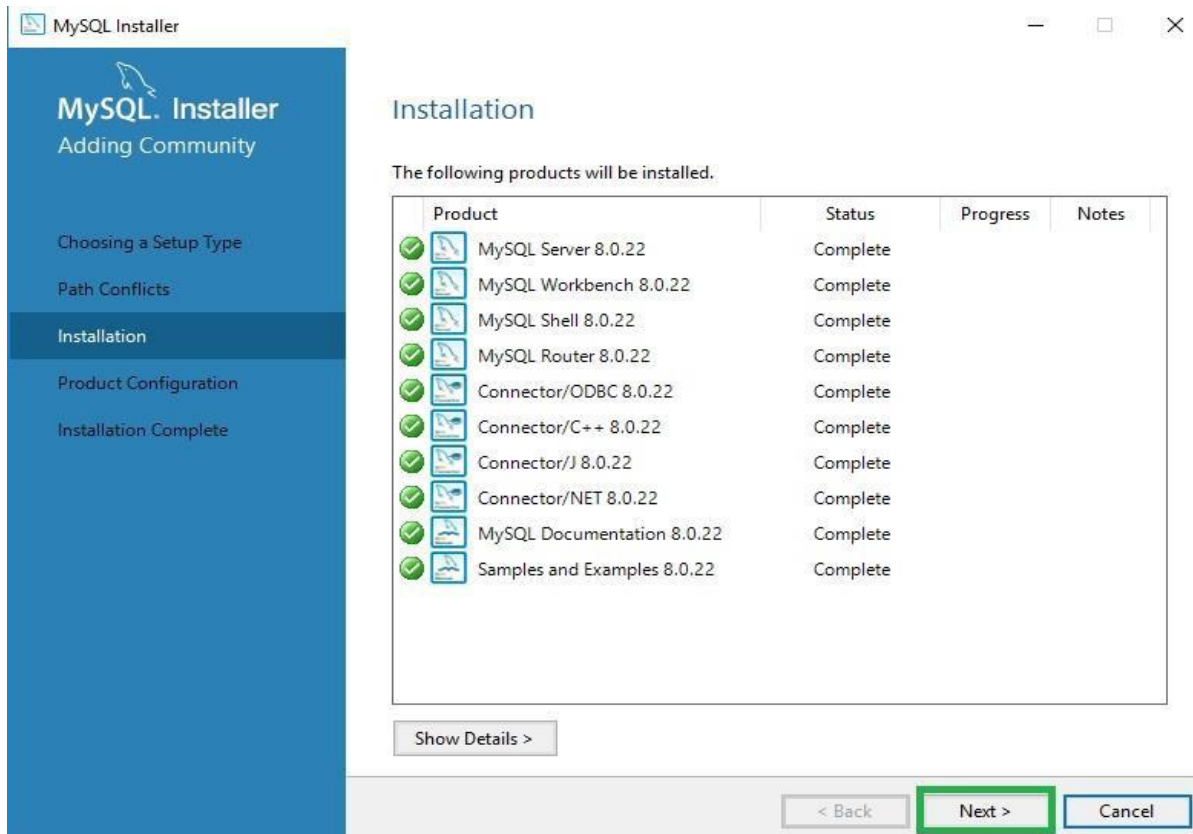 MySQL Installer
MySQL. Installer
Adding Community
Choosing a Setup Type
Path Conflicts
Installation
Product Configuration
Installation Complete
Installation
The following products will be installed.
Product Status Progress Notes
MySQL Server 8.0.22 Complete
MySQL Workbench 8.0.22 Complete
MySQL Shell 8.0.22 Complete
MySQL Router 8.0.22 Complete
Connector/ODBC 8.0.22 Complete
Connector/C++ 8.0.22 Complete
Connector/J 8.0.22 Complete
Connector/NET 8.0.22 Complete
MySQL Documentation 8.0.22 Complete
Samples and Examples 8.0.22 Complete
Show Details >
< Back Next > Cancel